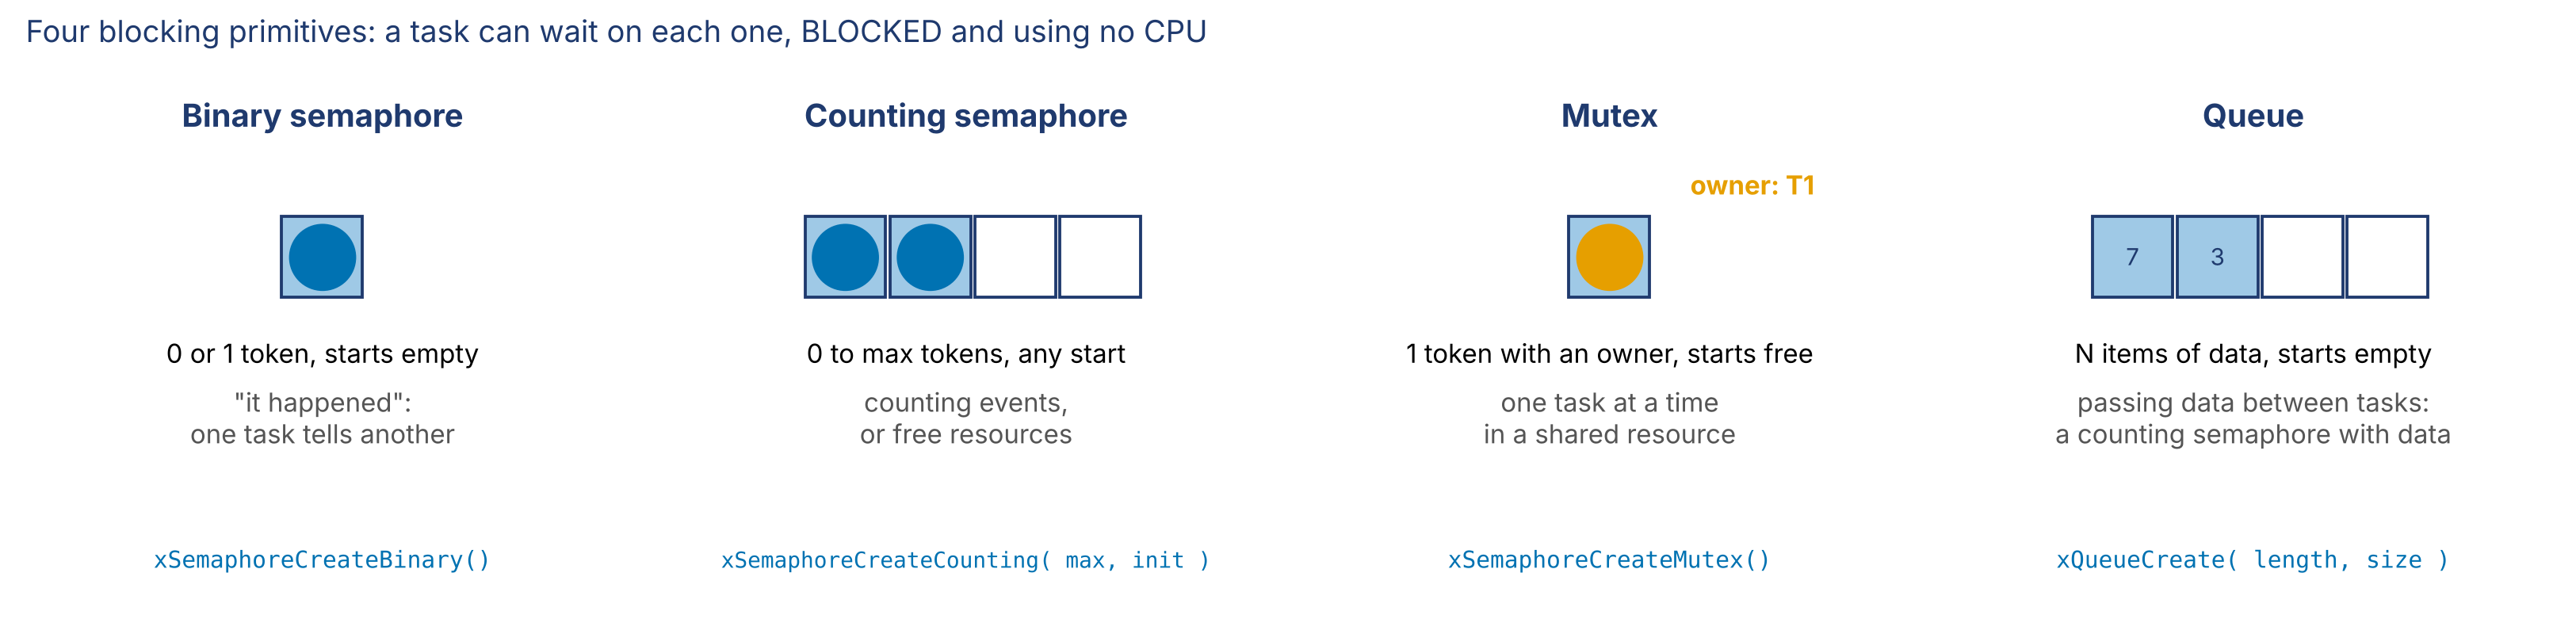 Four blocking primitives: a task can wait on each one, BLOCKED and using no CPU
Binary semaphore
0 or 1 token, starts empty
"it happened":
one task tells another
xSemaphoreCreateBinary()
Counting semaphore
0 to max tokens, any start
counting events,
or free resources
xSemaphoreCreateCounting( max, init )
Mutex
owner: T1
1 token with an owner, starts free
one task at a time
in a shared resource
xSemaphoreCreateMutex()
Queue
7
3
N items of data, starts empty
passing data between tasks:
a counting semaphore with data
xQueueCreate( length, size )